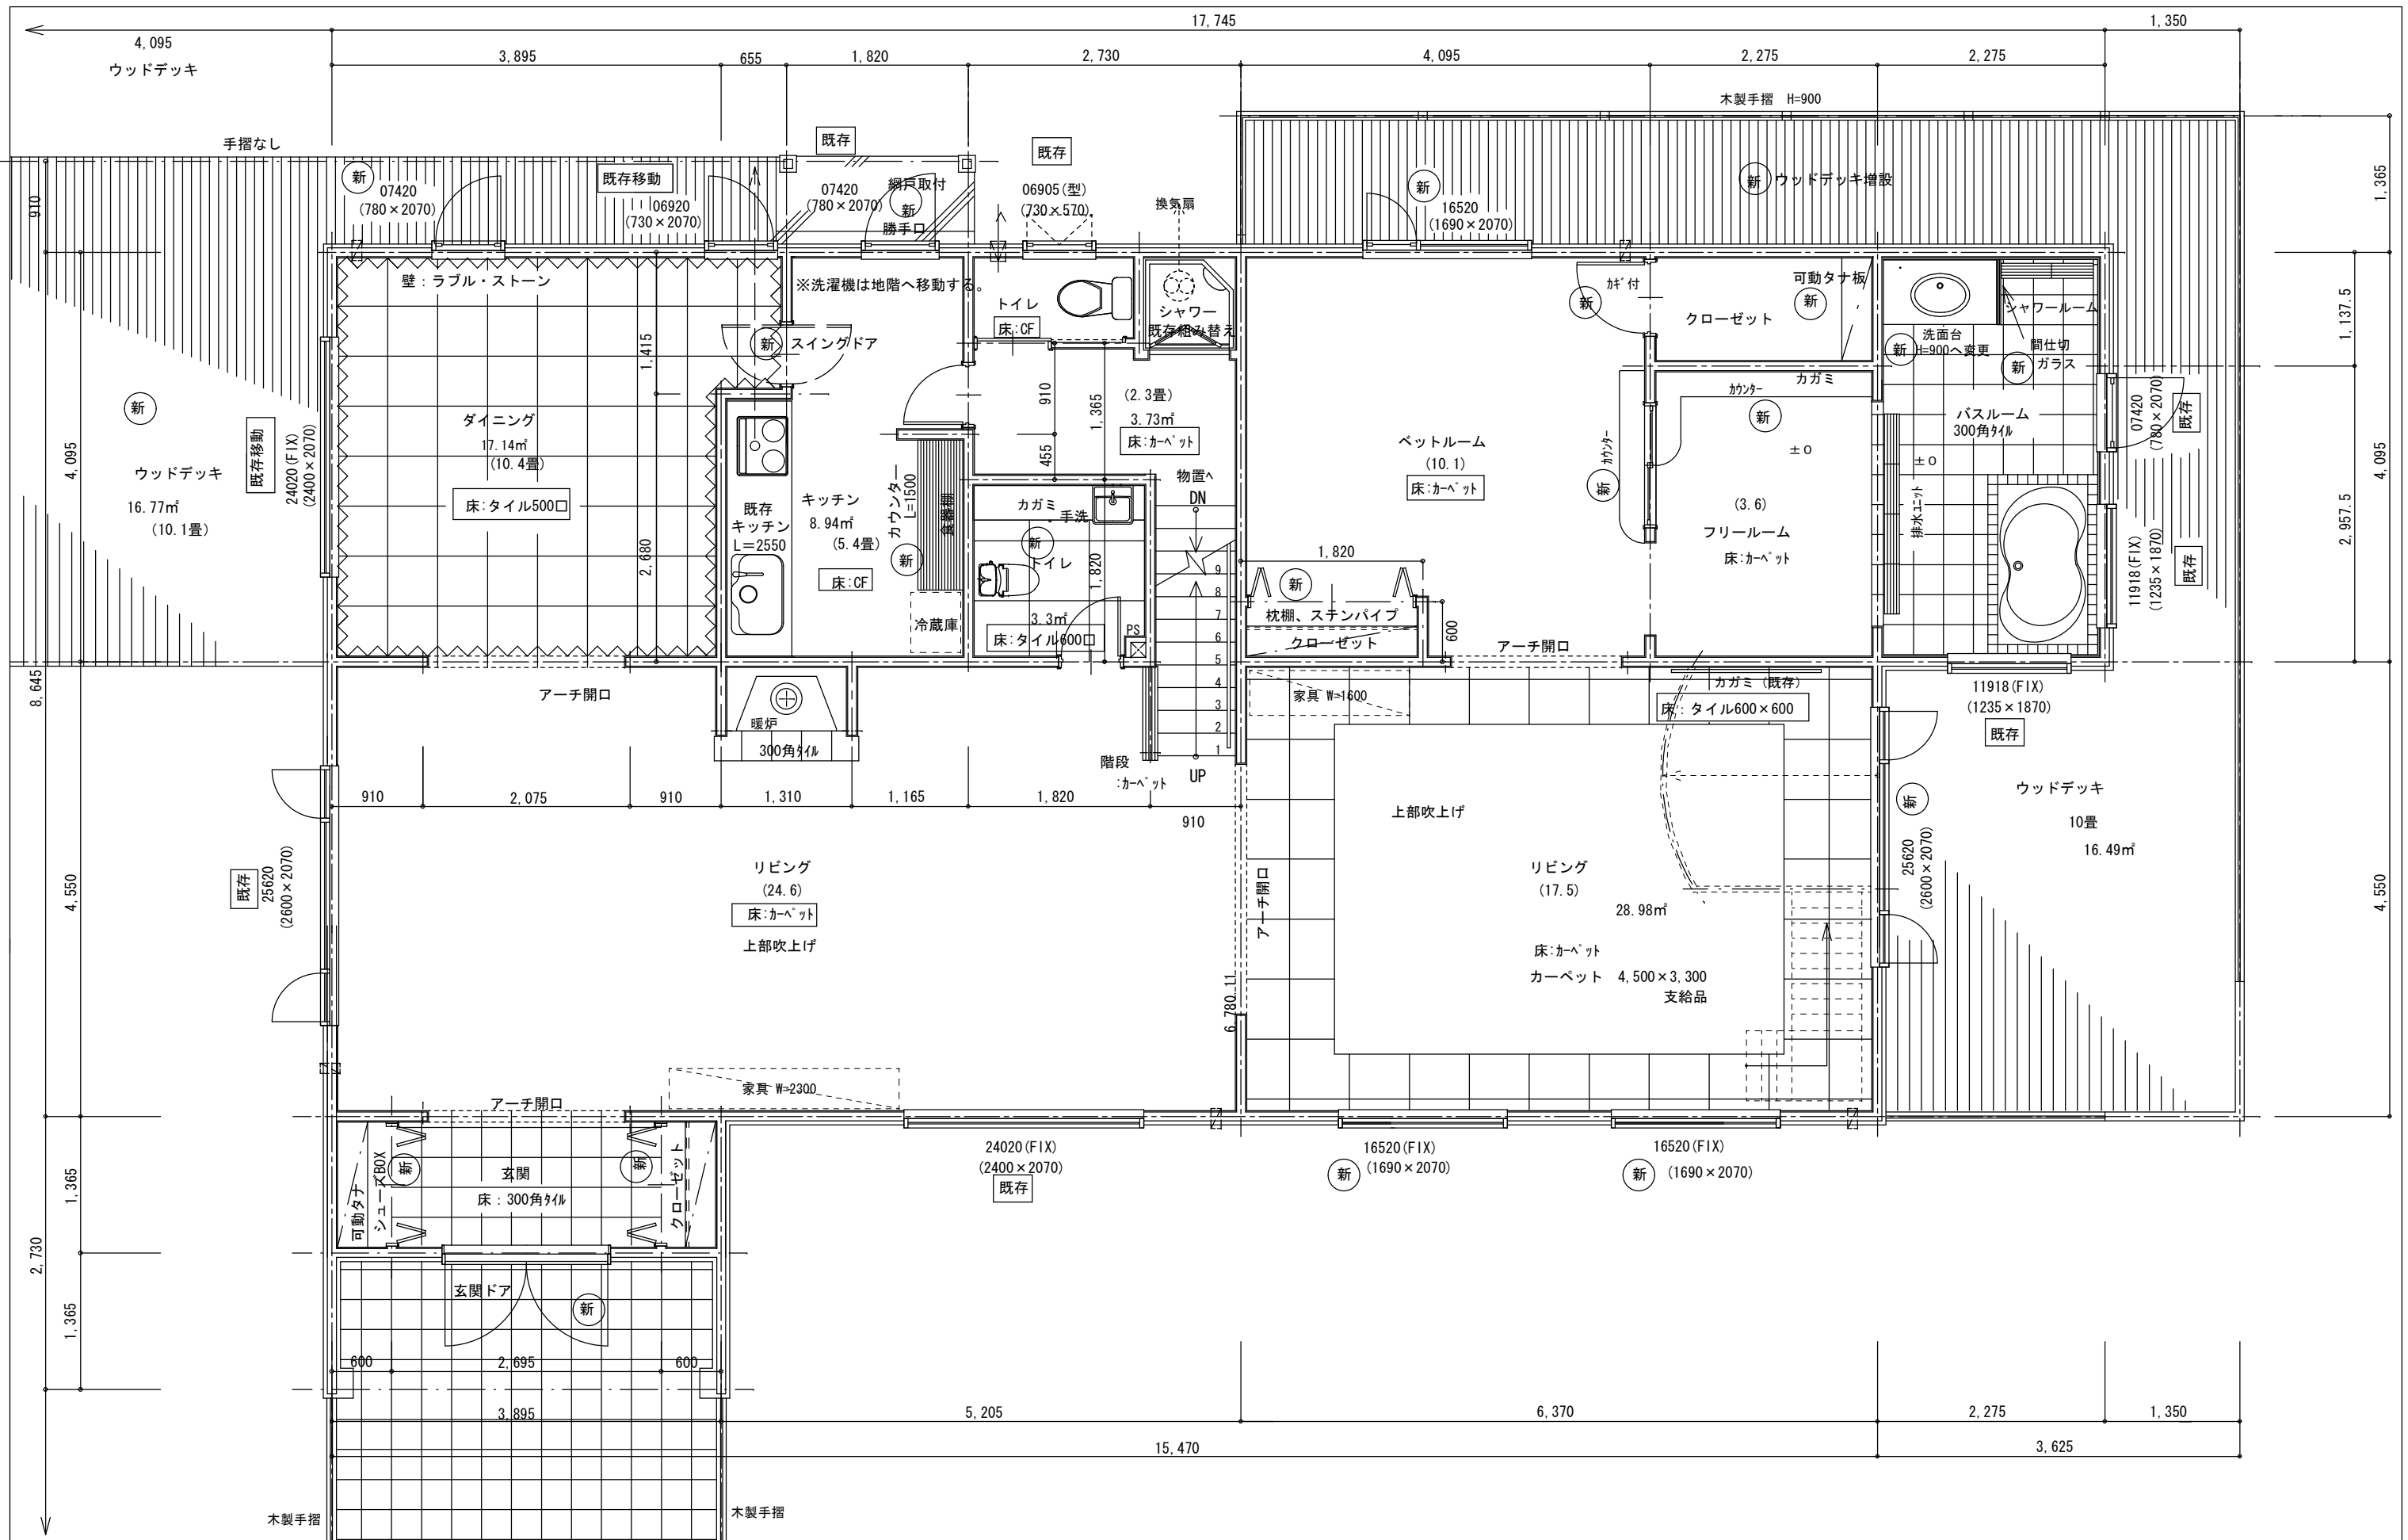 17,745
1,350
4,095
ウッドデッキ
3,895
655
1,820
2,730
4,095
2,275
2,275
木製手摺 H=900
手摺なし
既存
既存
新
07420
(780×2070)
既存移動
06920
(730×2070)
07420
(780×2070)
網戸取付
新
勝手口
06905(型)
(730×570)
換気扇
新
16520
(1690×2070)
新
ウッドデッキ増設
910
1,365
壁：ラブル・ストーン
※洗濯機は地階へ移動する。
トイレ
床:CF
シャワー
既存組み替え
新
ｶｷﾞ付
クローゼット
可動タナ板
新
シャワールーム
洗面台
H=900へ変更
新
間仕切
ガラス
新
1,137.5
新
スイングドア
1,415
910
1,365
455
(2.3畳)
3.73㎡
床:ｶｰﾍﾟｯﾄ
ｶｳﾝﾀｰ
カガミ
新
07420
(780×2070)
既存
新
ウッドデッキ
16.77㎡
(10.1畳)
4,095
既存移動
24020(FIX)
(2400×2070)
ダイニング
17.14㎡
(10.4畳)
床:タイル500口
2,680
既存
キッチン
L＝2550
キッチン
8.94㎡
(5.4畳)
床:CF
カウンター
L=1500
新
食器棚
冷蔵庫
カガミ
手洗
新
トイレ
1,820
3.3㎡
床:タイル600口
PS
物置へ
DN
9
8
7
6
5
4
3
2
1
UP
階段
:ｶｰﾍﾟｯﾄ
ベットルーム
(10.1)
床:ｶｰﾍﾟｯﾄ
ｶｳﾝﾀｰ
新
±0
(3.6)
フリールーム
床:ｶｰﾍﾟｯﾄ
バスルーム
300角ﾀｲﾙ
±0
排水ﾕﾆｯﾄ
11918(FIX)
(1235×1870)
既存
4,095
2,957.5
1,820
新
枕棚、ステンパイプ
クローゼット
600
アーチ開口
8,645
アーチ開口
暖炉
300角ﾀｲﾙ
家具 W=1600
カガミ（既存）
床：タイル600×600
11918(FIX)
(1235×1870)
既存
910
2,075
910
1,310
1,165
1,820
910
4,550
既存
25620
(2600×2070)
リビング
(24.6)
床:ｶｰﾍﾟｯﾄ
上部吹上げ
アーチ開口
6,780.11
上部吹上げ
リビング
(17.5)
28.98㎡
床:ｶｰﾍﾟｯﾄ
カーペット 4,500×3,300
支給品
新
25620
(2600×2070)
ウッドデッキ
10畳
16.49㎡
4,550
家具 W=2300
アーチ開口
24020(FIX)
(2400×2070)
既存
16520(FIX)
新
(1690×2070)
16520(FIX)
新
(1690×2070)
1,365
可動タナ
シューズBOX
新
玄関
床：300角ﾀｲﾙ
新
クローゼット
2,730
1,365
玄関ドア
新
600
2,695
600
3,895
5,205
6,370
2,275
1,350
15,470
3,625
木製手摺
木製手摺